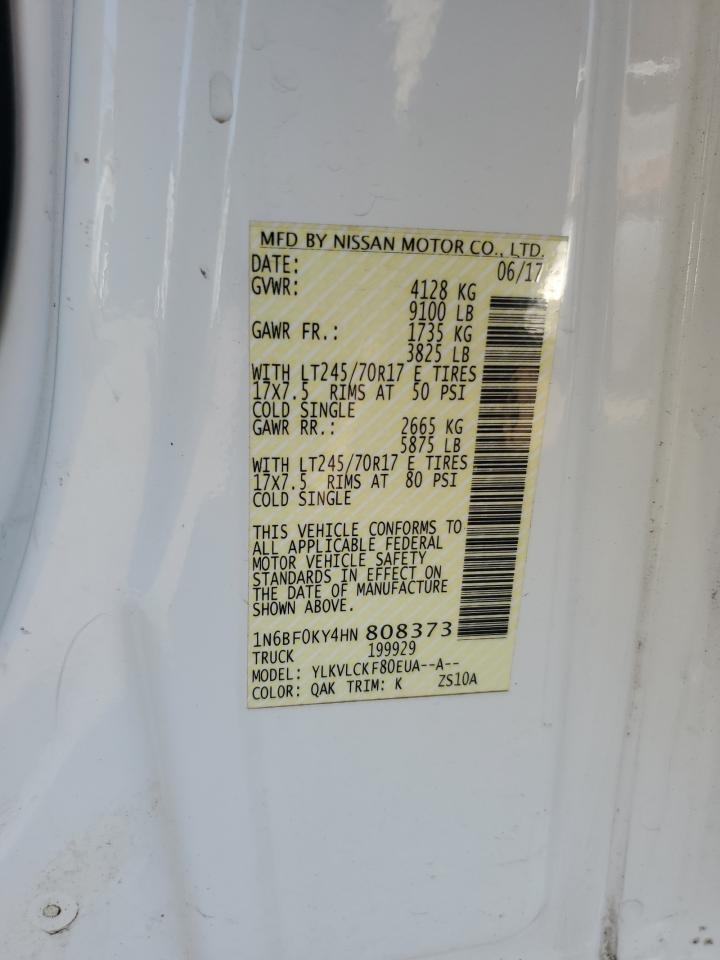 MFD BY NISSAN MOTOR CO., LTD.
DATE: 06/17
GVWR: 4128 KG
9100 LB
GAWR FR.: 1735 KG
3825 LB
WITH LT245/70R17 E TIRES
17X7.5 RIMS AT 50 PSI
COLD SINGLE
GAWR RR.: 2665 KG
5875 LB
WITH LT245/70R17 E TIRES
17X7.5 RIMS AT 80 PSI
COLD SINGLE
THIS VEHICLE CONFORMS TO
ALL APPLICABLE FEDERAL
MOTOR VEHICLE SAFETY
STANDARDS IN EFFECT ON
THE DATE OF MANUFACTURE
SHOWN ABOVE.
1N6BF0KY4HN 808373
TRUCK 199929
MODEL: YLKVLCKF80EUA--A--
COLOR: QAK TRIM: K ZS10A